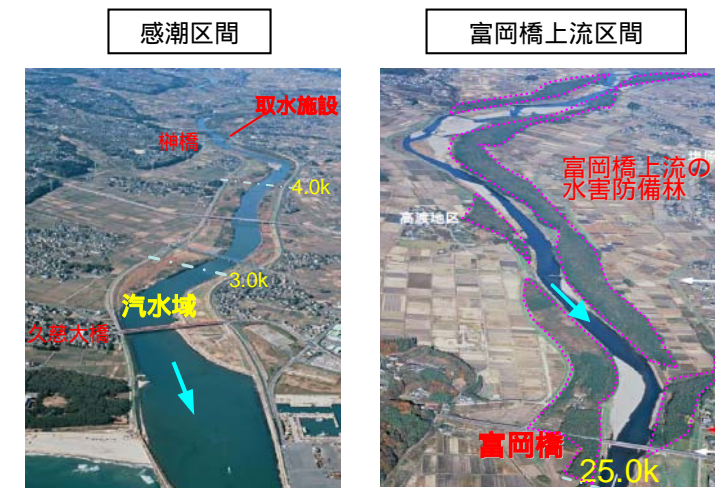 感潮区間
富岡橋上流区間
取水施設
榊橋
4.0k
3.0k
汽水域
久慈大橋
富岡橋上流の
水害防備林
高渡地区
富岡橋
25.0k